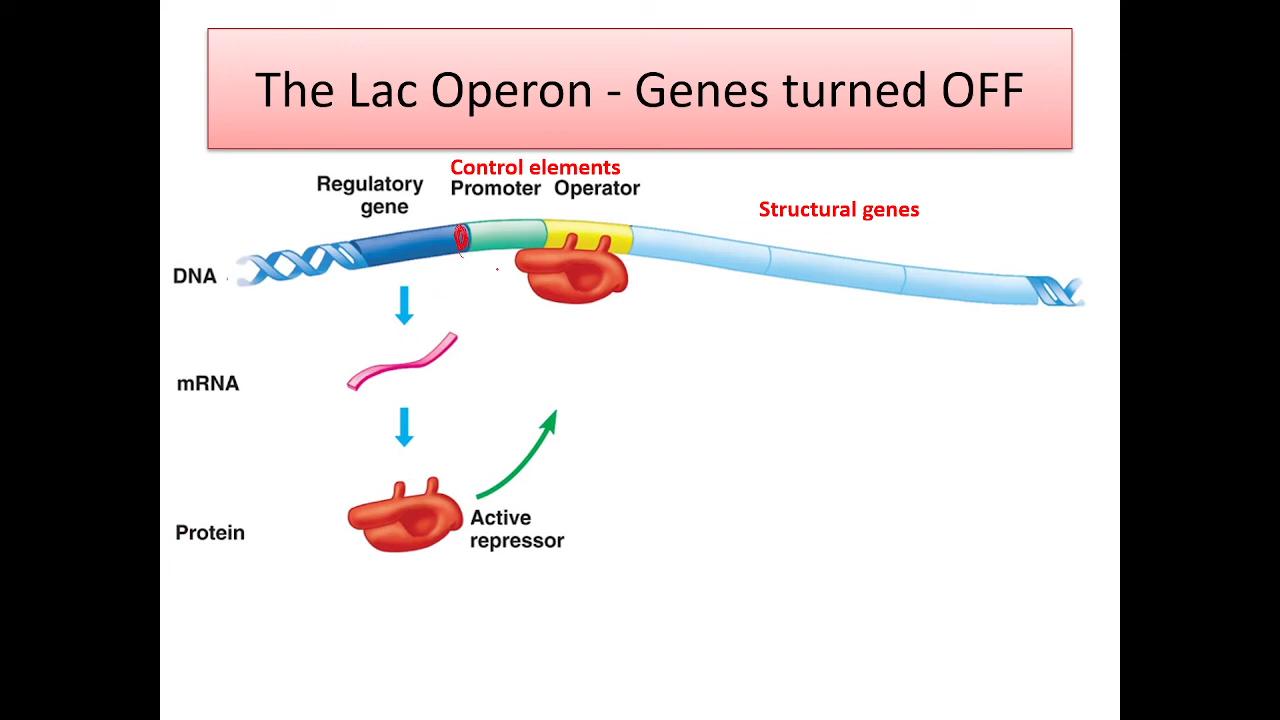 The Lac Operon - Genes turned OFF
Control elements
Regulatory
gene
Promoter
Operator
Structural genes
DNA
mRNA
Protein
Active
repressor